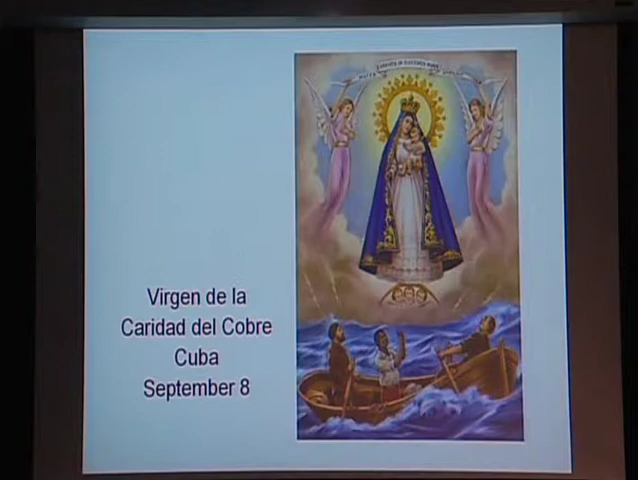 Virgen de la
Caridad del Cobre
Cuba
September 8